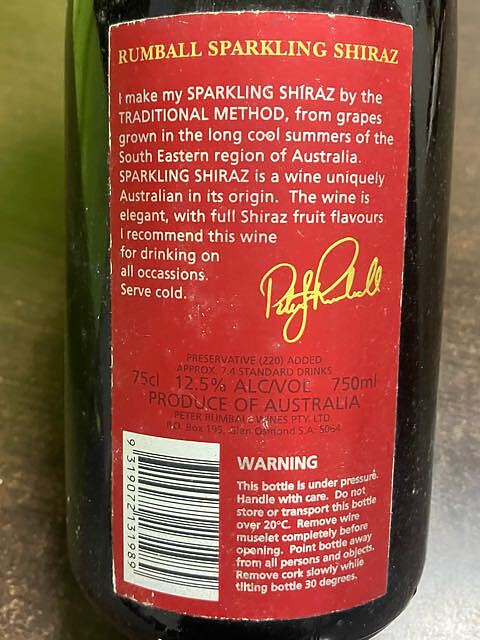 RUMBALL SPARKLING SHIRAZ
I make my SPARKLING SHIRAZ by the
TRADITIONAL METHOD, from grapes
grown in the long cool summers of the
South Eastern region of Australia.
SPARKLING SHIRAZ is a wine uniquely
Australian in its origin. The wine is
elegant, with full Shiraz fruit flavours
I recommend this wine
for drinking on
all occassions.
Serve cold.
Peter J Rumball
PRESERVATIVE (220) ADDED
APPROX. 7.4 STANDARD DRINKS
75cl 12.5% ALC/VOL 750ml
PRODUCE OF AUSTRALIA
PETER RUMBALL WINES PTY. LTD
P.O. Box 195, Glen Osmond S.A. 5064
9 319072 131989
WARNING
This bottle is under pressure.
Handle with care. Do not
store or transport this bottle
over 20°C. Remove wire
muselet completely before
opening. Point bottle away
from all persons and objects.
Remove cork slowly while
tilting bottle 30 degrees.